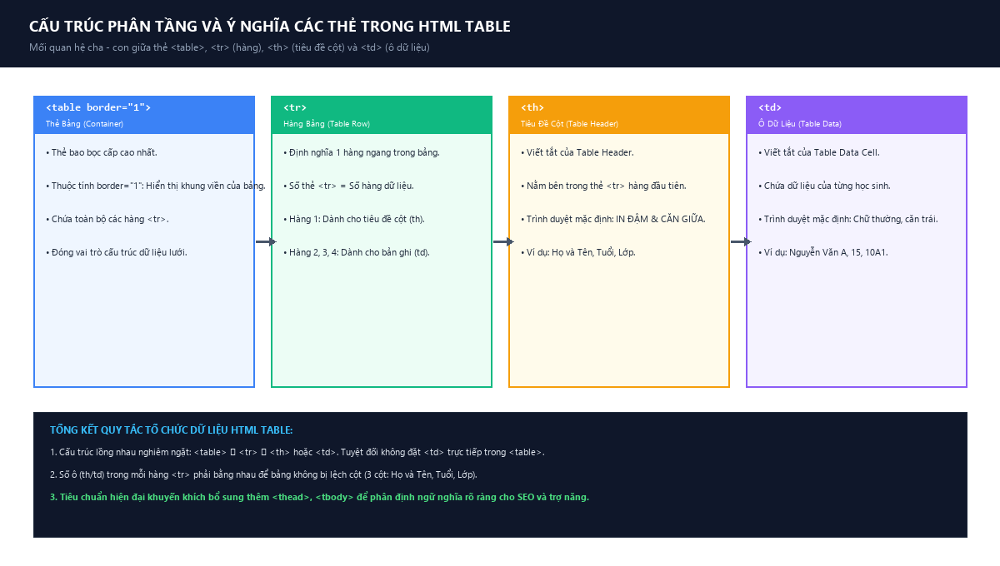 CẤU TRÚC PHÂN TẦNG VÀ Ý NGHĨA CÁC THẺ TRONG HTML TABLE
Mối quan hệ cha - con giữa thẻ <table>, <tr> (hàng), <th> (tiêu đề cột) và <td> (ô dữ liệu)
<table border="1">
Thẻ Bảng (Container)
• Thẻ bao bọc cấp cao nhất.
• Thuộc tính border="1": Hiển thị khung viền của bảng.
• Chứa toàn bộ các hàng <tr>.
• Đóng vai trò cấu trúc dữ liệu lưới.
<tr>
Hàng Bảng (Table Row)
• Định nghĩa 1 hàng ngang trong bảng.
• Số thẻ <tr> = Số hàng dữ liệu.
• Hàng 1: Dành cho tiêu đề cột (th).
• Hàng 2, 3, 4: Dành cho bản ghi (td).
<th>
Tiêu Đề Cột (Table Header)
• Viết tắt của Table Header.
• Nằm bên trong thẻ <tr> hàng đầu tiên.
• Trình duyệt mặc định: IN ĐẬM & CĂN GIỮA.
• Ví dụ: Họ và Tên, Tuổi, Lớp.
<td>
Ô Dữ Liệu (Table Data)
• Viết tắt của Table Data Cell.
• Chứa dữ liệu của từng học sinh.
• Trình duyệt mặc định: Chữ thường, căn trái.
• Ví dụ: Nguyễn Văn A, 15, 10A1.
TỔNG KẾT QUY TẮC TỔ CHỨC DỮ LIỆU HTML TABLE:
1. Cấu trúc lồng nhau nghiêm ngặt: <table> ▯ <tr> ▯ <th> hoặc <td>. Tuyệt đối không đặt <td> trực tiếp trong <table>.
2. Số ô (th/td) trong mỗi hàng <tr> phải bằng nhau để bảng không bị lệch cột (3 cột: Họ và Tên, Tuổi, Lớp).
3. Tiêu chuẩn hiện đại khuyến khích bổ sung thêm <thead>, <tbody> để phân định ngữ nghĩa rõ ràng cho SEO và trợ năng.